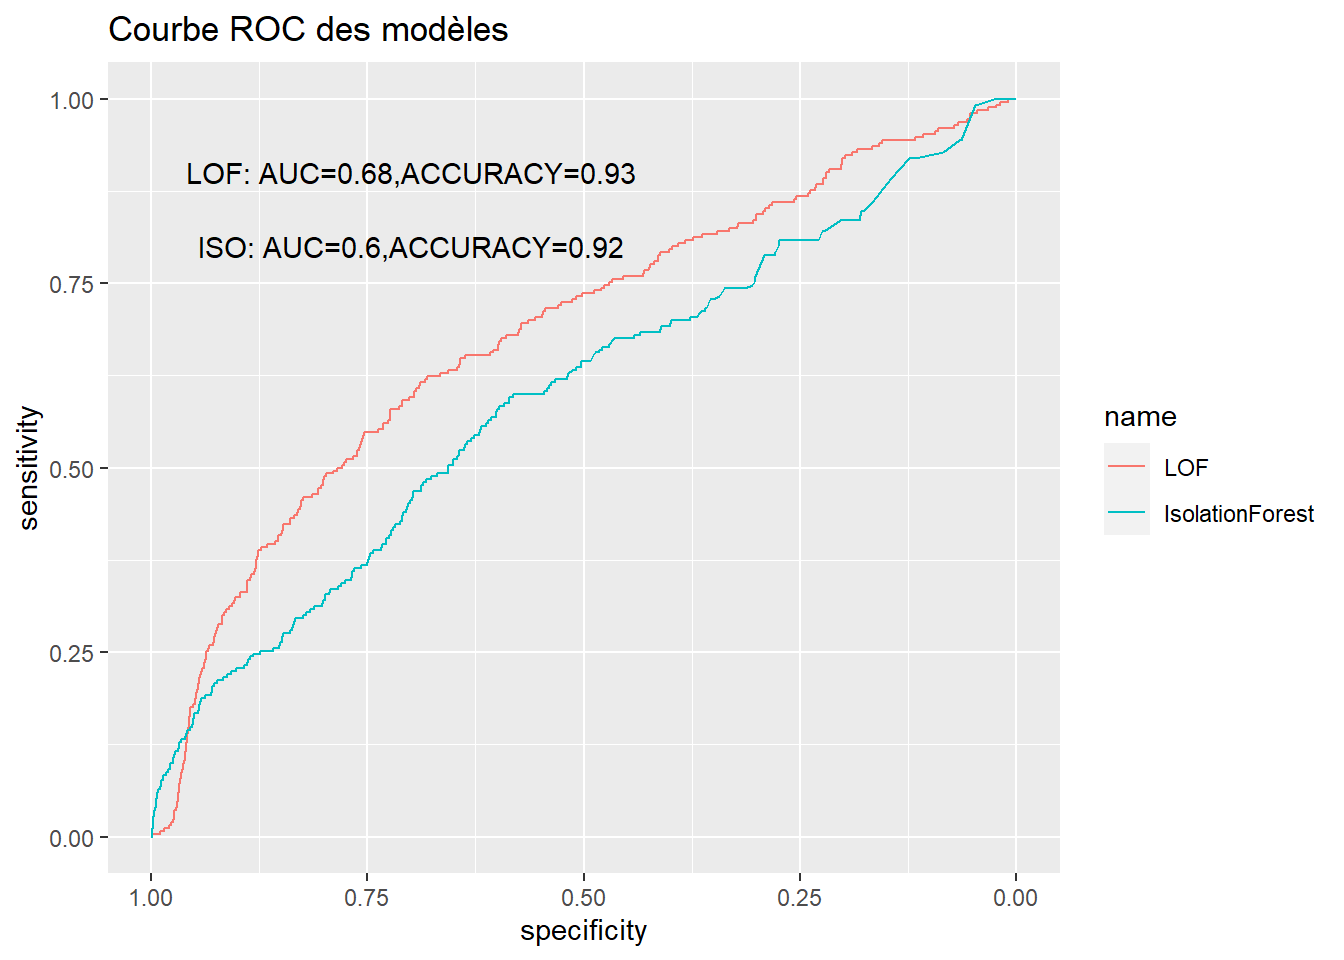 Courbe ROC des modèles
LOF: AUC=0.68,ACCURACY=0.93
ISO: AUC=0.6,ACCURACY=0.92
1.00
0.75
0.50
0.25
0.00
sensitivity
1.00 0.75 0.50 0.25 0.00
specificity
name
LOF
IsolationForest